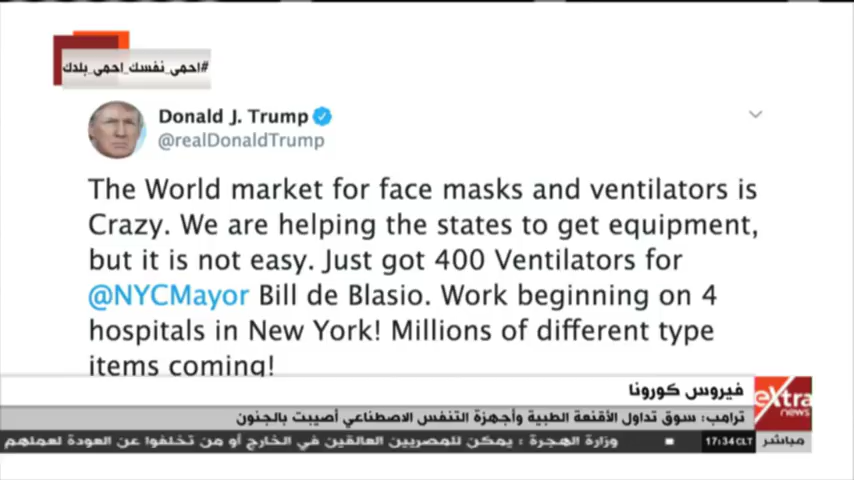 #احمى_نفسك_احمى_بلدك
Donald J. Trump
@realDonaldTrump
The World market for face masks and ventilators is
Crazy. We are helping the states to get equipment,
but it is not easy. Just got 400 Ventilators for
@NYCMayor Bill de Blasio. Work beginning on 4
hospitals in New York! Millions of different type
items coming!
فيروس كورونا
eXtra
news
ترامب: سوق تداول الأقنعة الطبية وأجهزة التنفس الاصطناعي أصيبت بالجنون
مباشر
17:34 CLT
وزارة الهجرة : يمكن للمصريين العالقين في الخارج أو من تخلفوا عن العودة لعملهم